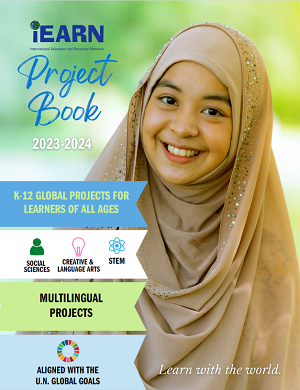 iEARN
International Education and Resource Network
Project
Book
2023-2024
K-12 GLOBAL PROJECTS FOR
LEARNERS OF ALL AGES
SOCIAL
SCIENCES
CREATIVE &
LANGUAGE ARTS
STEM
MULTILINGUAL
PROJECTS
ALIGNED WITH THE
U.N. GLOBAL GOALS
Learn with the world.